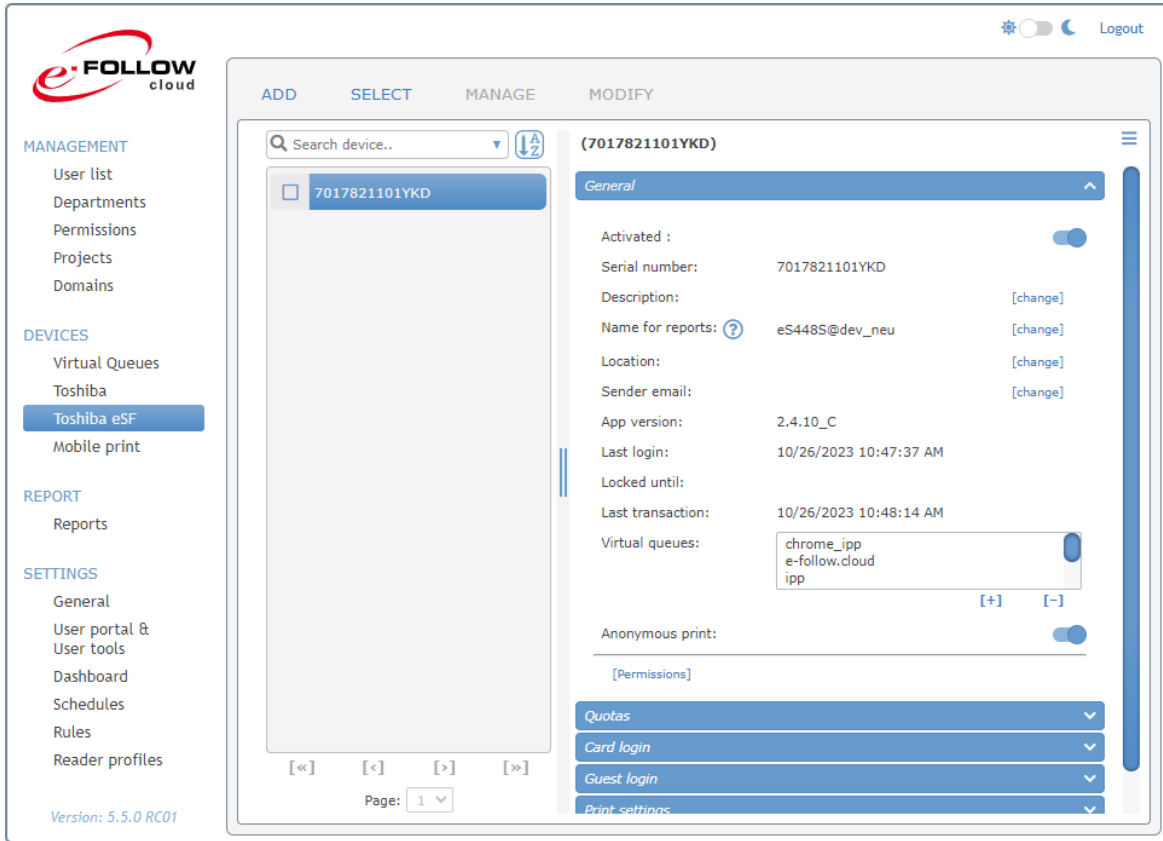 Logout
e-FOLLOW
cloud
ADD SELECT MANAGE MODIFY
MANAGEMENT
User list
Departments
Permissions
Projects
Domains
DEVICES
Virtual Queues
Toshiba
Toshiba eSF
Mobile print
REPORT
Reports
SETTINGS
General
User portal &
User tools
Dashboard
Schedules
Rules
Reader profiles
Version: 5.5.0 RC01
Search device..
A
Z
7017821101YKD
[«] [‹] [›] [»]
Page: 1
(7017821101YKD)
General
Activated :
Serial number: 7017821101YKD
Description: [change]
Name for reports: ? eS448S@dev_neu [change]
Location: [change]
Sender email: [change]
App version: 2.4.10_C
Last login: 10/26/2023 10:47:37 AM
Locked until:
Last transaction: 10/26/2023 10:48:14 AM
Virtual queues: chrome_ipp
e-follow.cloud
ipp
[+] [-]
Anonymous print:
[Permissions]
Quotas
Card login
Guest login
Print settings